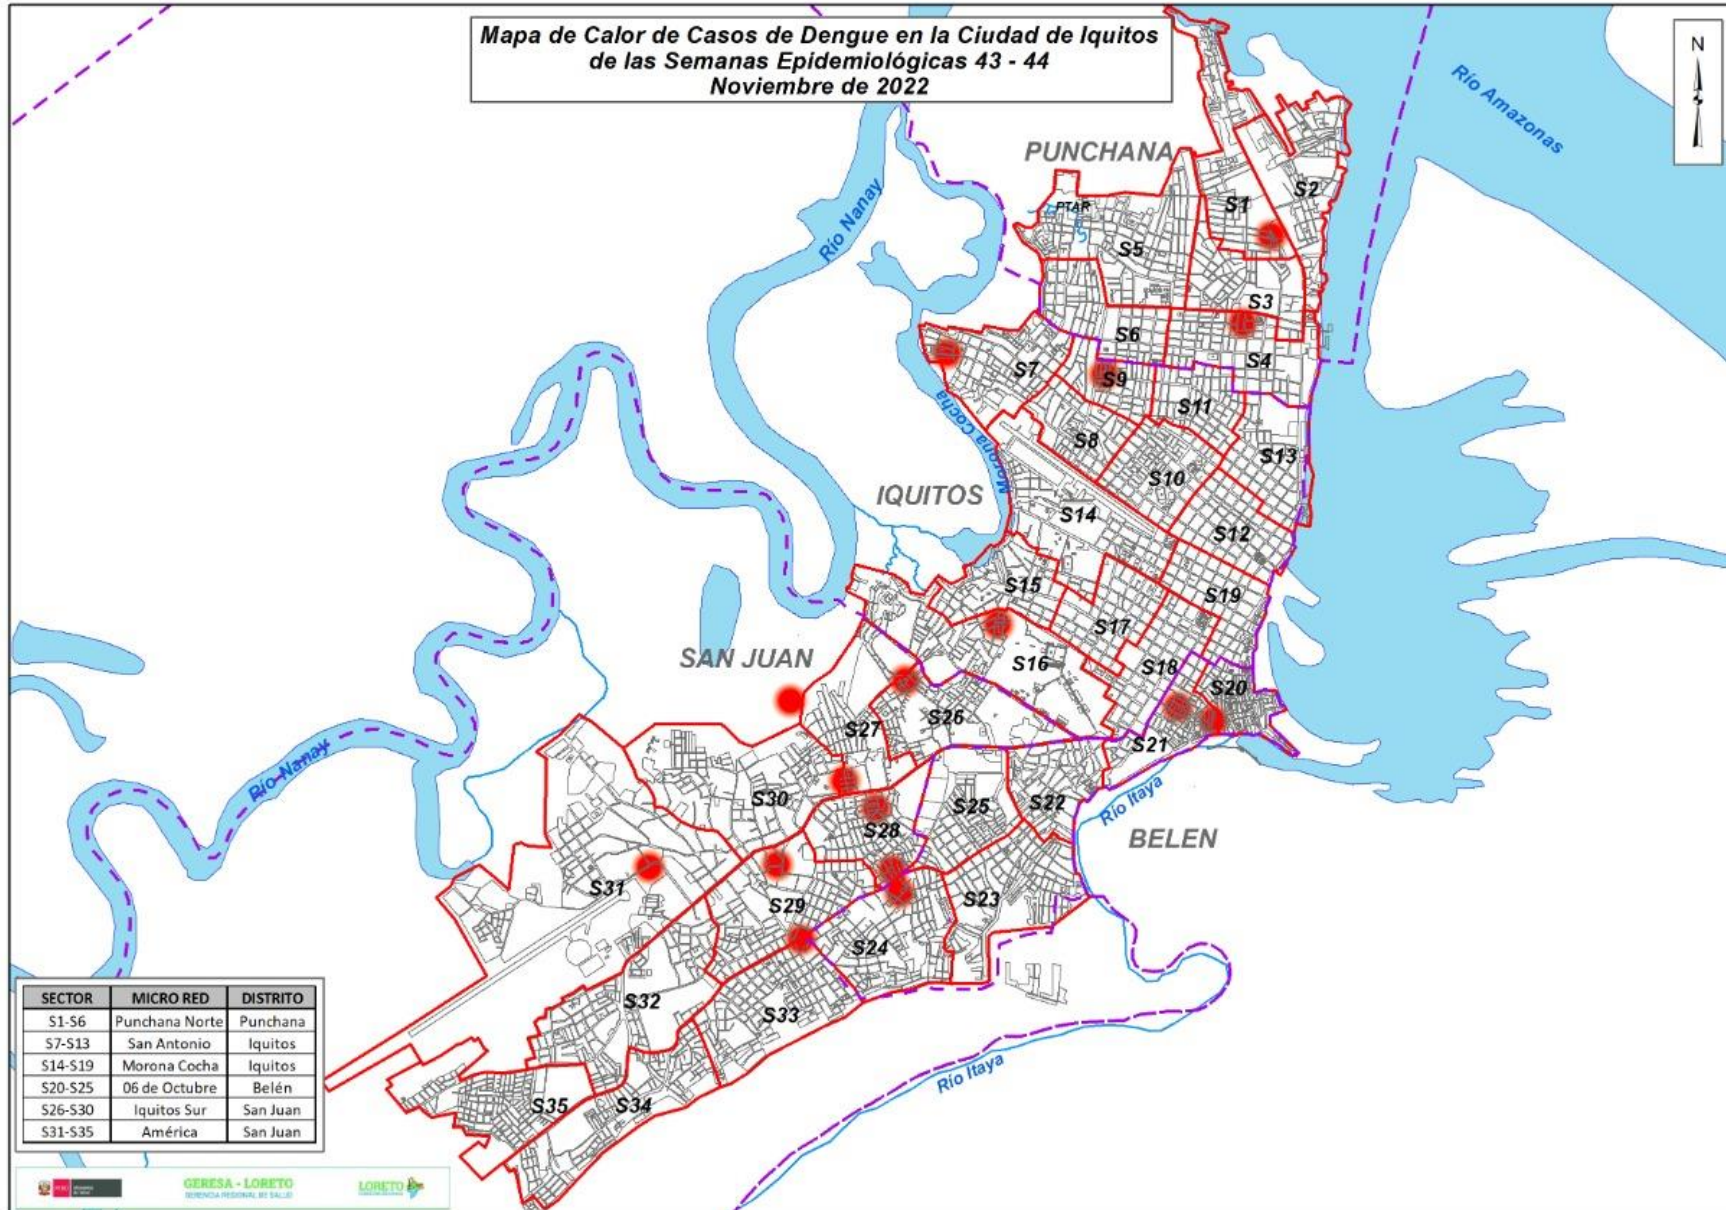 Mapa de Calor de Casos de Dengue en la Ciudad de Iquitos
de las Semanas Epidemiológicas 43 - 44
Noviembre de 2022
N
Río Amazonas
PUNCHANA
Río Nanay
PTAR
S1
S2
S5
S3
S6
S4
S7
S9
S11
Morona Cocha
S8
S13
S10
IQUITOS
S14
S12
S15
S19
S17
SAN JUAN
S16
S18
S20
S26
S27
S21
Río Nanay
S30
S25
S22
Río Itaya
S28
BELEN
S31
S29
S23
S24
S32
S33
Río Itaya
S35
S34
SECTOR MICRO RED DISTRITO
S1-S6 Punchana Norte Punchana
S7-S13 San Antonio Iquitos
S14-S19 Morona Cocha Iquitos
S20-S25 06 de Octubre Belén
S26-S30 Iquitos Sur San Juan
S31-S35 América San Juan
PERÚ
GERESA - LORETO
GERENCIA REGIONAL DE SALUD
LORETO